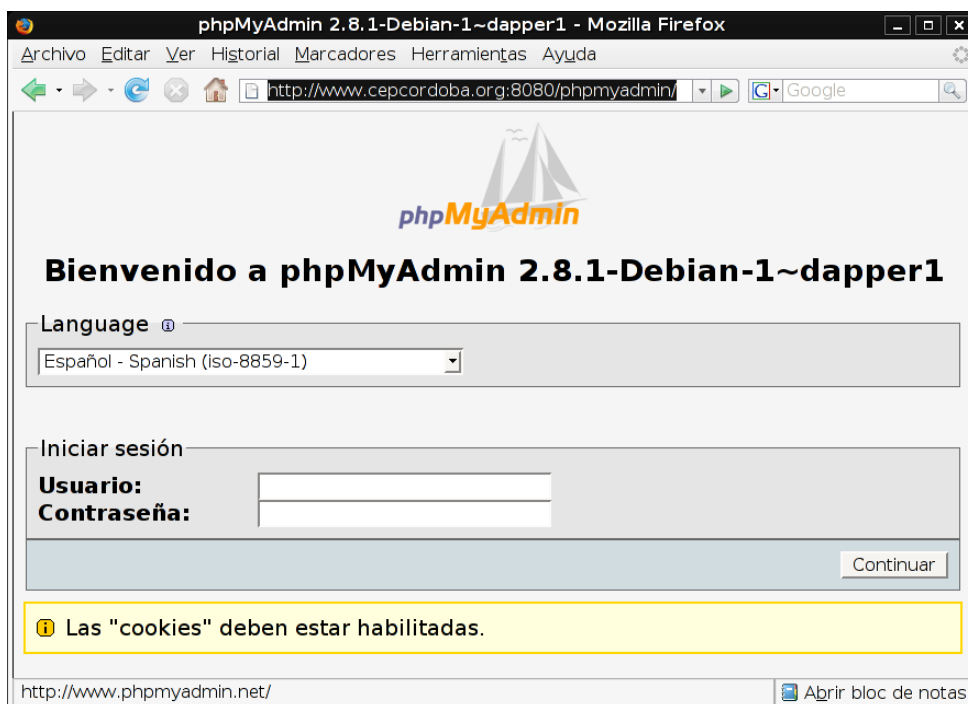 phpMyAdmin 2.8.1-Debian-1~dapper1 - Mozilla Firefox
Archivo Editar Ver Historial Marcadores Herramientas Ayuda
http://www.cepcordoba.org:8080/phpmyadmin/ G Google
phpMyAdmin
Bienvenido a phpMyAdmin 2.8.1-Debian-1~dapper1
Language
Español - Spanish (iso-8859-1)
Iniciar sesión
Usuario:
Contraseña:
Continuar
Las "cookies" deben estar habilitadas.
http://www.phpmyadmin.net/ Abrir bloc de notas